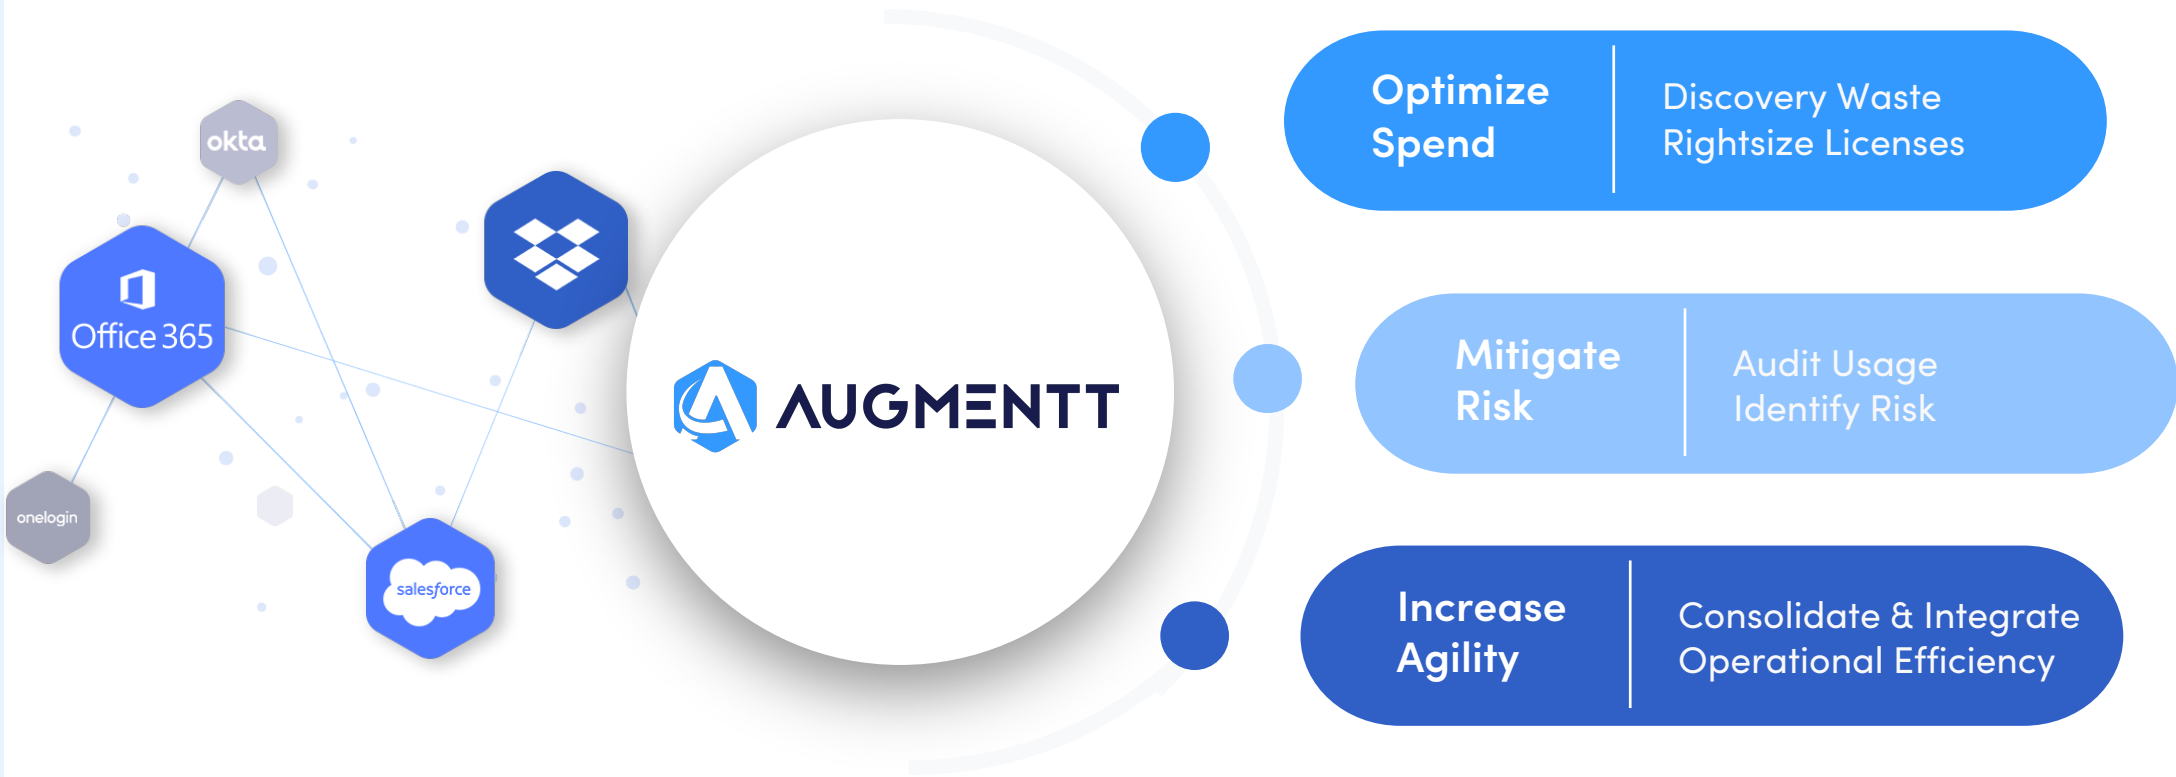 okta
Office 365
onelogin
salesforce
AUGMENTT
Optimize
Spend
Discovery Waste
Rightsize Licenses
Mitigate
Risk
Audit Usage
Identify Risk
Increase
Agility
Consolidate & Integrate
Operational Efficiency